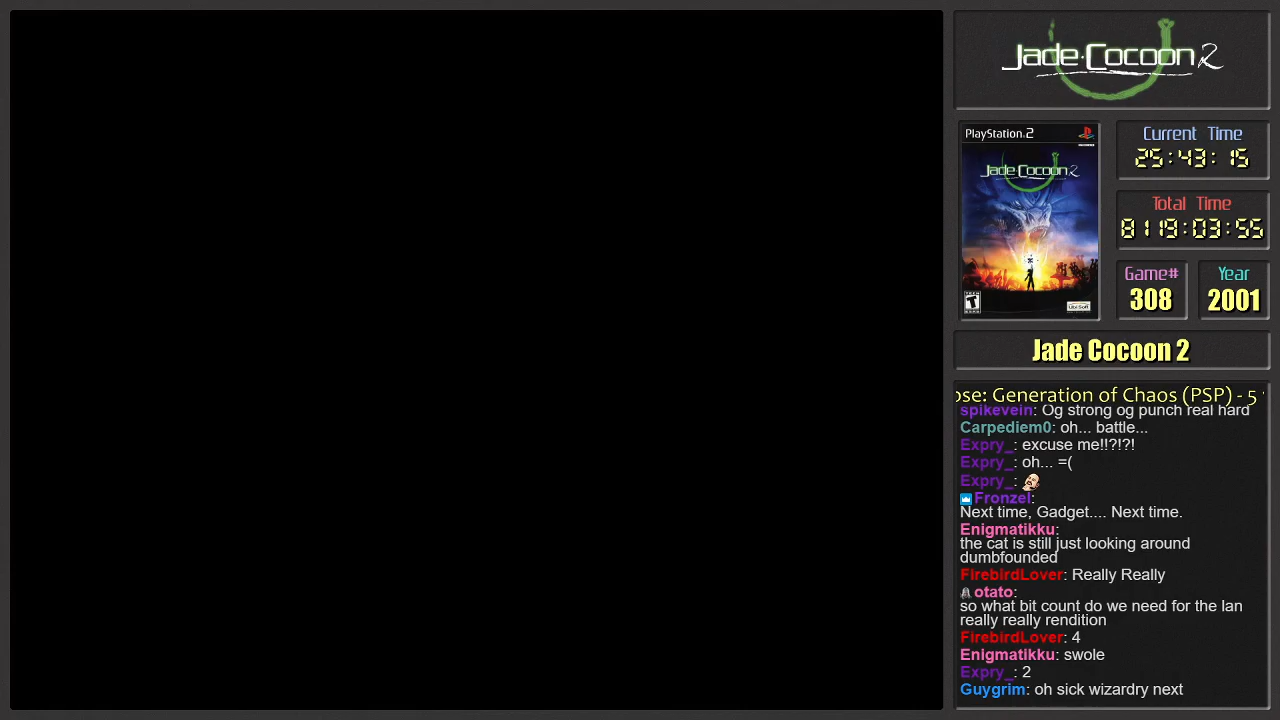 Jade Cocoon 2
PlayStation.2
Jade Cocoon 2
Ubi Soft
TEEN
Current Time
25:43:15
Total Time
8119:03:55
Game#
308
Year
2001
Jade Cocoon 2
ose: Generation of Chaos (PSP) - 5
spikevein: Og strong og punch real hard
Carpediem0: oh... battle...
Expry_: excuse me!!?!?!
Expry_: oh... =(
Expry_:
Fronzel:
Next time, Gadget.... Next time.
Enigmatikku:
the cat is still just looking around
dumbfounded
FirebirdLover: Really Really
otato:
so what bit count do we need for the lan
really really rendition
FirebirdLover: 4
Enigmatikku: swole
Expry_: 2
Guygrim: oh sick wizardry next